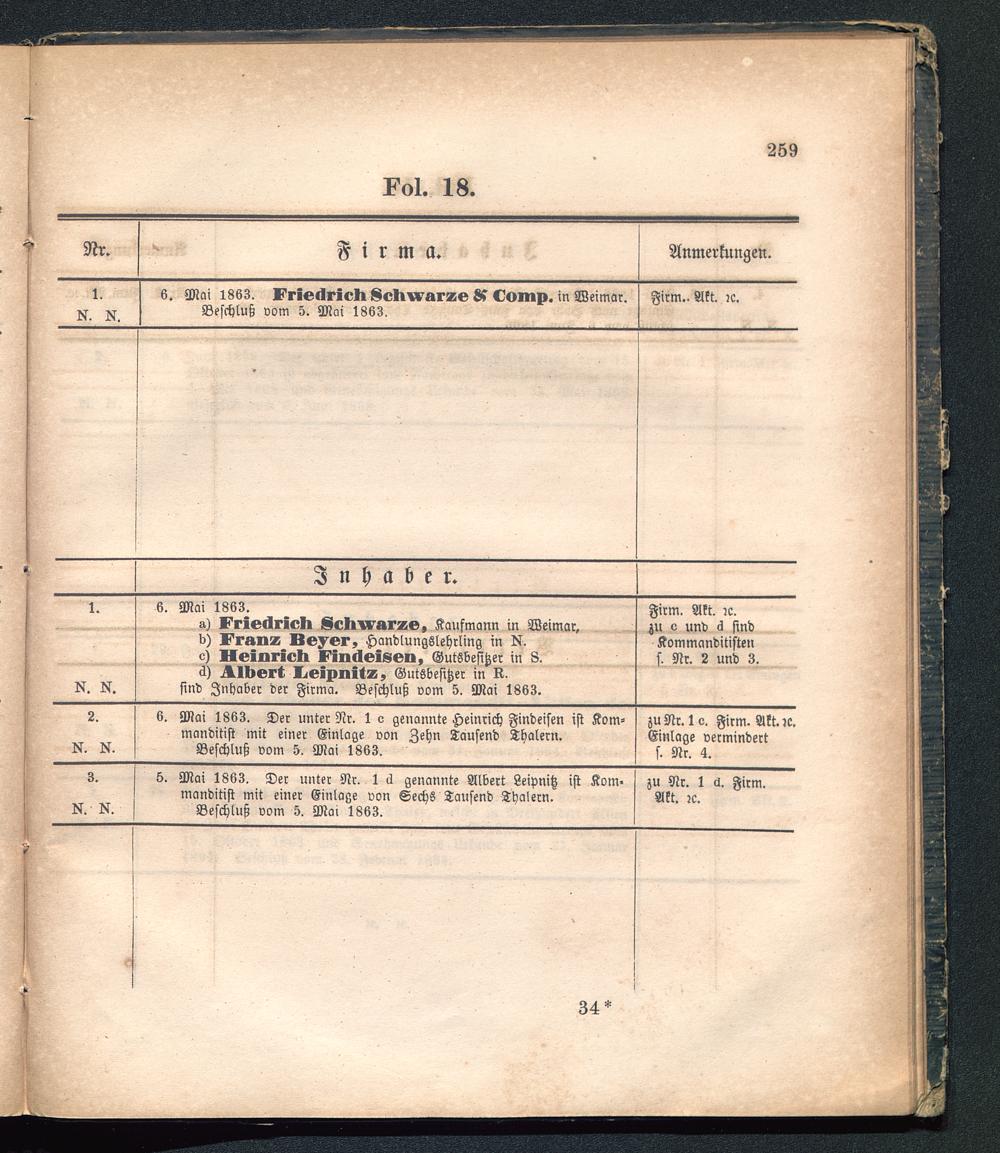 259
Fol. 18.
Nr. Firma. Anmerkungen.
1. 6. Mai 1863. Friedrich Schwarze & Comp. in Weimar. Firm. Akt. ꝛc.
N. N. Beschluß vom 5. Mai 1863.
Inhaber.
1. 6. Mai 1863. Firm. Akt. ꝛc.
a) Friedrich Schwarze, Kaufmann in Weimar, zu c und d sind
b) Franz Beyer, Handlungslehrling in N. Kommanditisten
c) Heinrich Findeisen, Gutsbesitzer in S. s. Nr. 2 und 3.
d) Albert Leipnitz, Gutsbesitzer in R.
N. N. sind Inhaber der Firma. Beschluß vom 5. Mai 1863.
2. 6. Mai 1863. Der unter Nr. 1 c genannte Heinrich Findeisen ist Kom- zu Nr. 1 c. Firm. Akt. ꝛc.
manditist mit einer Einlage von Zehn Tausend Thalern. Einlage vermindert
N. N. Beschluß vom 5. Mai 1863. s. Nr. 4.
3. 5. Mai 1863. Der unter Nr. 1 d genannte Albert Leipnitz ist Kom- zu Nr. 1 d. Firm.
manditist mit einer Einlage von Sechs Tausend Thalern. Akt. ꝛc.
N. N. Beschluß vom 5. Mai 1863.
34*